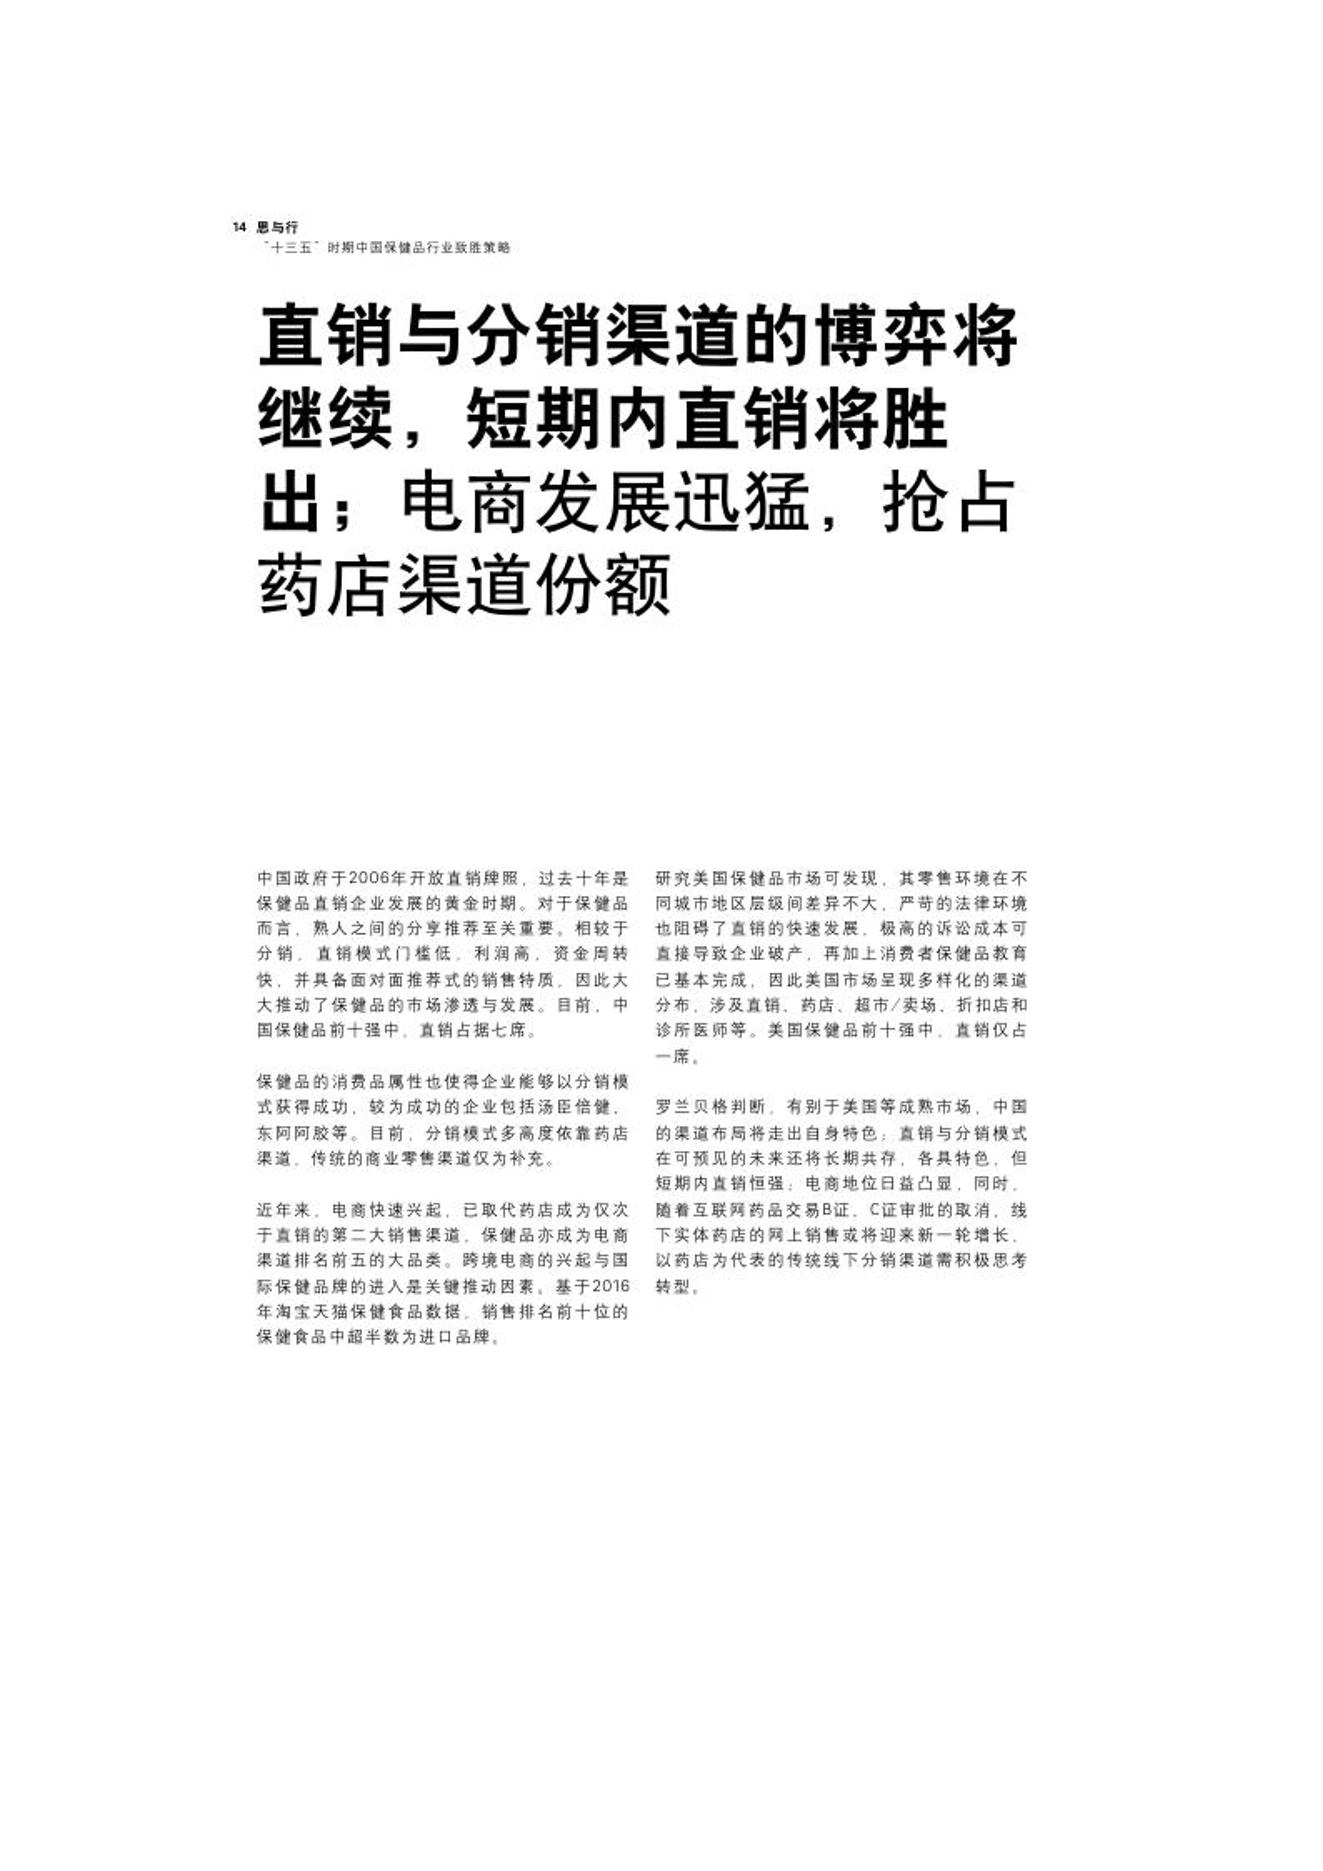 14 思与行
“十三五”时期中国保健品行业致胜策略
直销与分销渠道的博弈将
继续，短期内直销将胜
出；电商发展迅猛，抢占
药店渠道份额
中国政府于2006年开放直销牌照，过去十年是
保健品直销企业发展的黄金时期。对于保健品
而言，熟人之间的分享推荐至关重要。相较于
分销，直销模式门槛低，利润高，资金周转
快，并具备面对面推荐式的销售特质，因此大
大推动了保健品的市场渗透与发展。目前，中
国保健品前十强中，直销占据七席。
保健品的消费品属性也使得企业能够以分销模
式获得成功，较为成功的企业包括汤臣倍健，
东阿阿胶等。目前，分销模式多高度依靠药店
渠道，传统的商业零售渠道仅为补充。
近年来，电商快速兴起，已取代药店成为仅次
于直销的第二大销售渠道，保健品亦成为电商
渠道排名前五的大品类。跨境电商的兴起与国
际保健品牌的进入是关键推动因素。基于2016
年淘宝天猫保健食品数据，销售排名前十位的
保健食品中超半数为进口品牌。
研究美国保健品市场可发现，其零售环境在不
同城市地区层级间差异不大，严苛的法律环境
也阻碍了直销的快速发展，极高的诉讼成本可
直接导致企业破产，再加上消费者保健品教育
已基本完成，因此美国市场呈现多样化的渠道
分布，涉及直销、药店、超市/卖场、折扣店和
诊所医师等。美国保健品前十强中，直销仅占
一席。
罗兰贝格判断，有别于美国等成熟市场，中国
的渠道布局将走出自身特色：直销与分销模式
在可预见的未来还将长期共存，各具特色，但
短期内直销恒强；电商地位日益凸显，同时，
随着互联网药品交易B证、C证审批的取消，线
下实体药店的网上销售或将迎来新一轮增长，
以药店为代表的传统线下分销渠道需积极思考
转型。